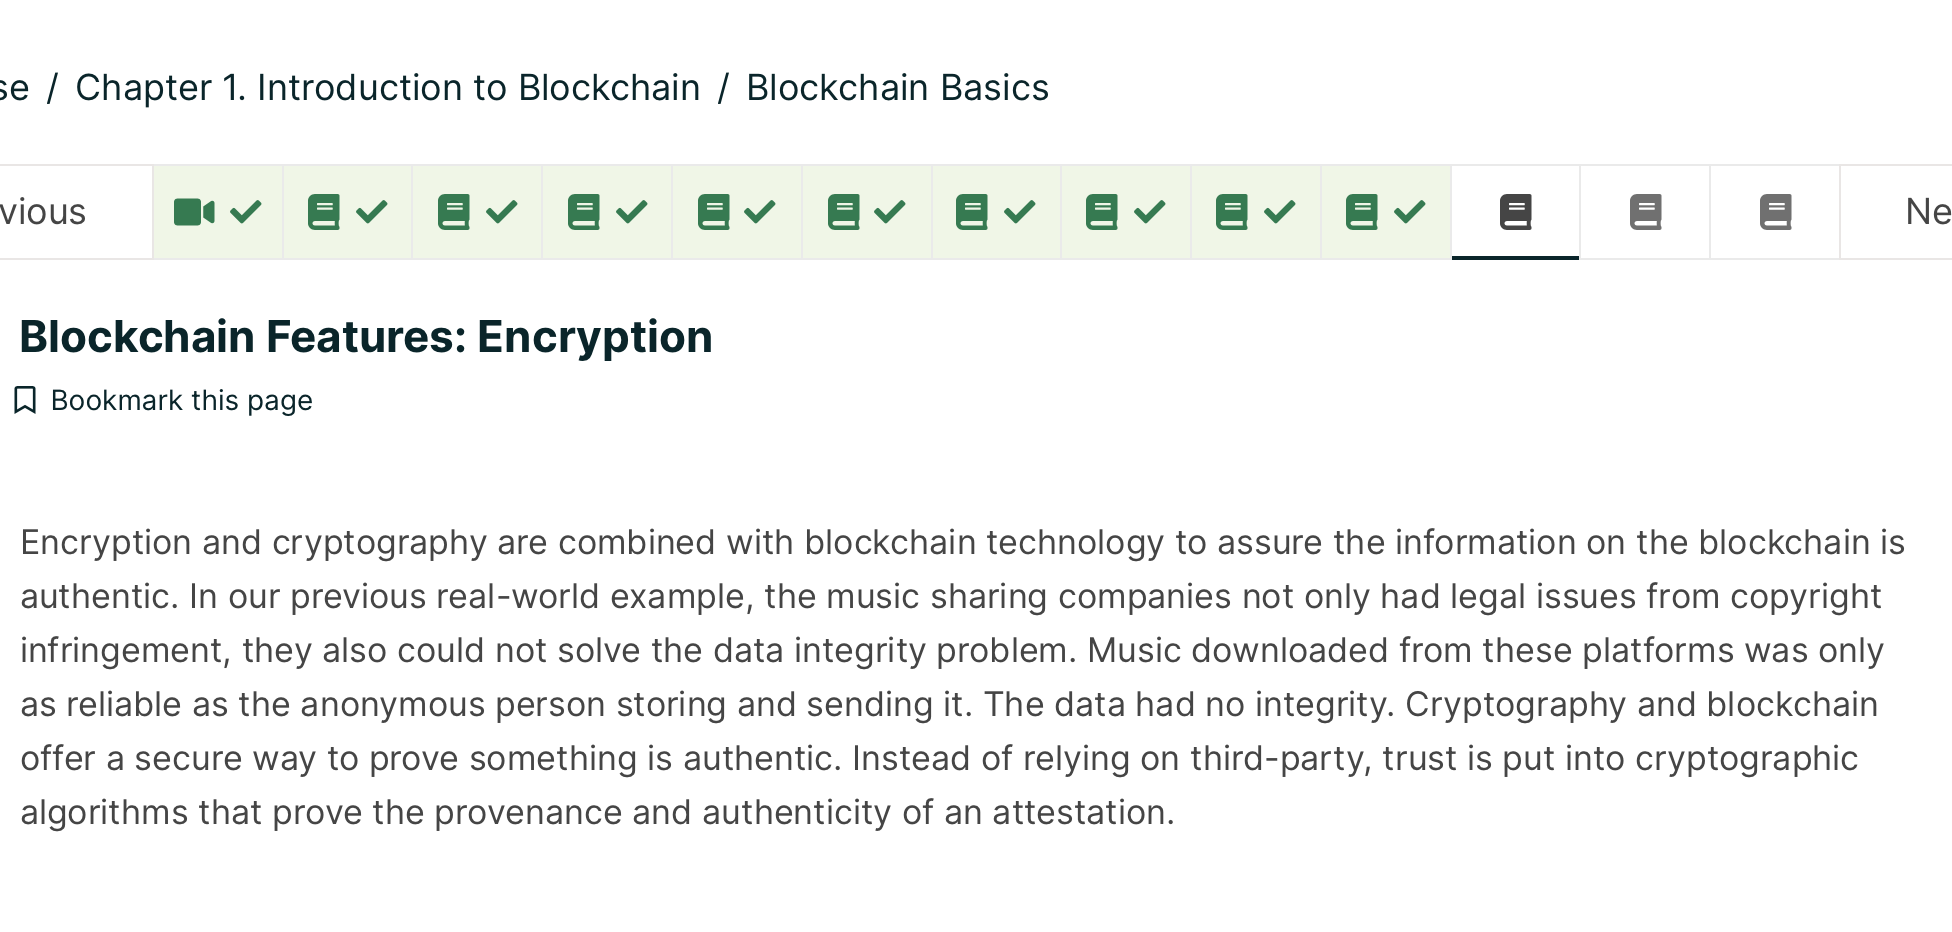 se / Chapter 1. Introduction to Blockchain / Blockchain Basics
vious
Ne
Blockchain Features: Encryption
Bookmark this page
Encryption and cryptography are combined with blockchain technology to assure the information on the blockchain is
authentic. In our previous real-world example, the music sharing companies not only had legal issues from copyright
infringement, they also could not solve the data integrity problem. Music downloaded from these platforms was only
as reliable as the anonymous person storing and sending it. The data had no integrity. Cryptography and blockchain
offer a secure way to prove something is authentic. Instead of relying on third-party, trust is put into cryptographic
algorithms that prove the provenance and authenticity of an attestation.